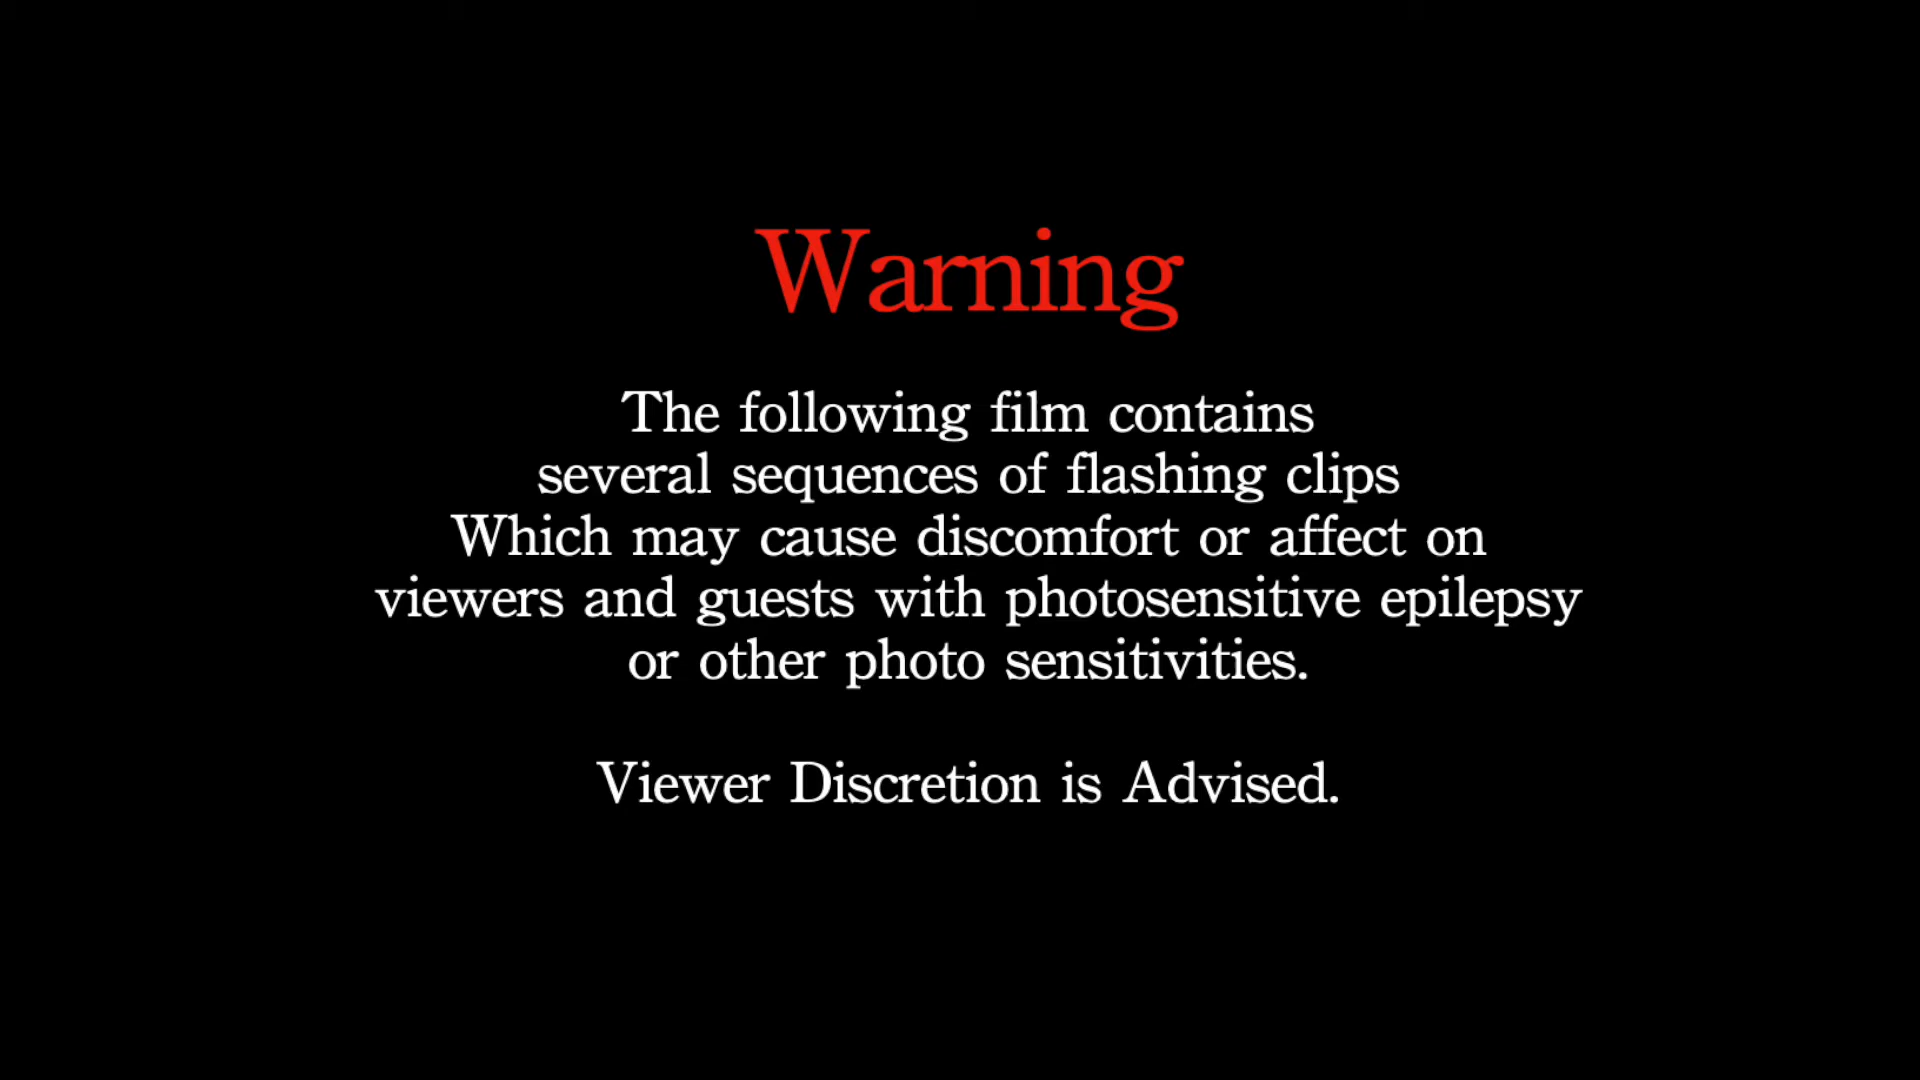 Warning
The following film contains
several sequences of flashing clips
Which may cause discomfort or affect on
viewers and guests with photosensitive epilepsy
or other photo sensitivities.
Viewer Discretion is Advised.